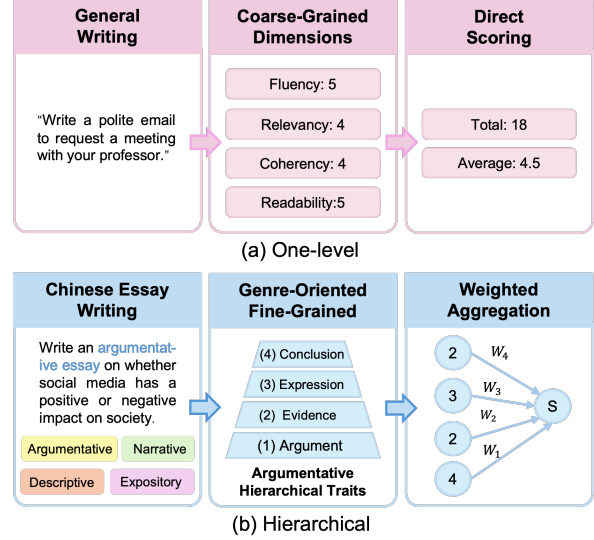 General
Writing
"Write a polite email
to request a meeting
with your professor."
Coarse-Grained
Dimensions
Fluency: 5
Relevancy: 4
Coherency: 4
Readability:5
Direct
Scoring
Total: 18
Average: 4.5
(a) One-level
Chinese Essay
Writing
Write an argumentat-
ive essay on whether
social media has a
positive or negative
impact on society.
Argumentative
Narrative
Descriptive
Expository
Genre-Oriented
Fine-Grained
(4) Conclusion
(3) Expression
(2) Evidence
(1) Argument
Argumentative
Hierarchical Traits
Weighted
Aggregation
2
W4
3
W3
S
W2
2
W1
4
(b) Hierarchical